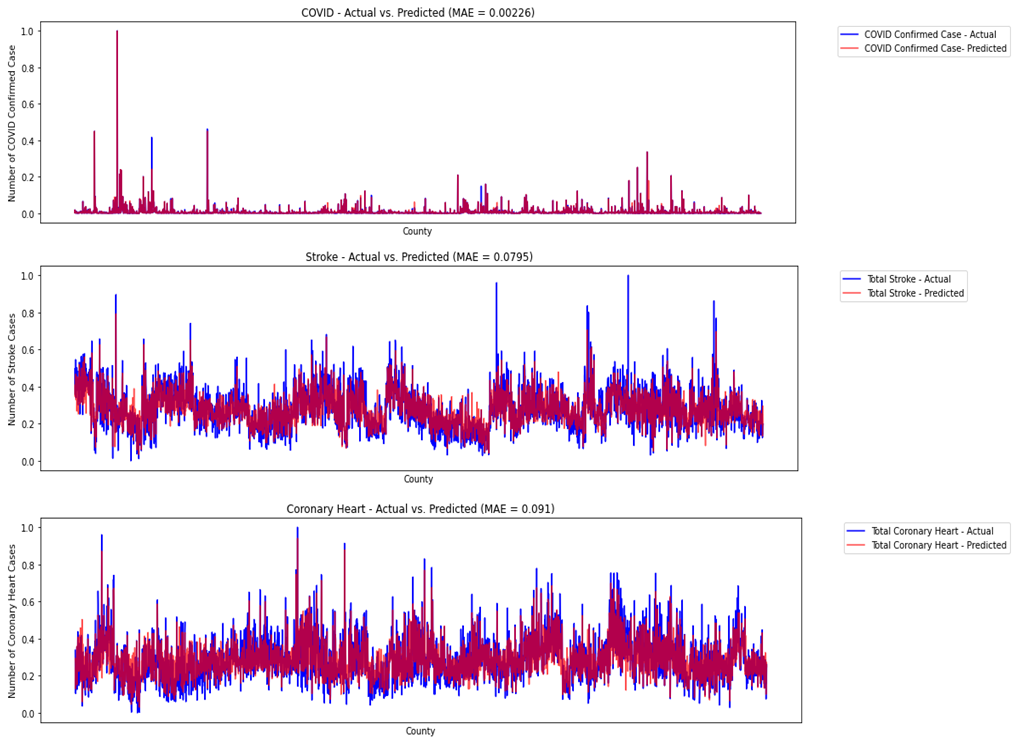 COVID - Actual vs. Predicted (MAE = 0.00226)
Number of COVID Confirmed Case
1.0
0.8
0.6
0.4
0.2
0.0
County
COVID Confirmed Case - Actual
COVID Confirmed Case- Predicted
Stroke - Actual vs. Predicted (MAE = 0.0795)
Number of Stroke Cases
1.0
0.8
0.6
0.4
0.2
0.0
County
Total Stroke - Actual
Total Stroke - Predicted
Coronary Heart - Actual vs. Predicted (MAE = 0.091)
Number of Coronary Heart Cases
1.0
0.8
0.6
0.4
0.2
0.0
County
Total Coronary Heart - Actual
Total Coronary Heart - Predicted